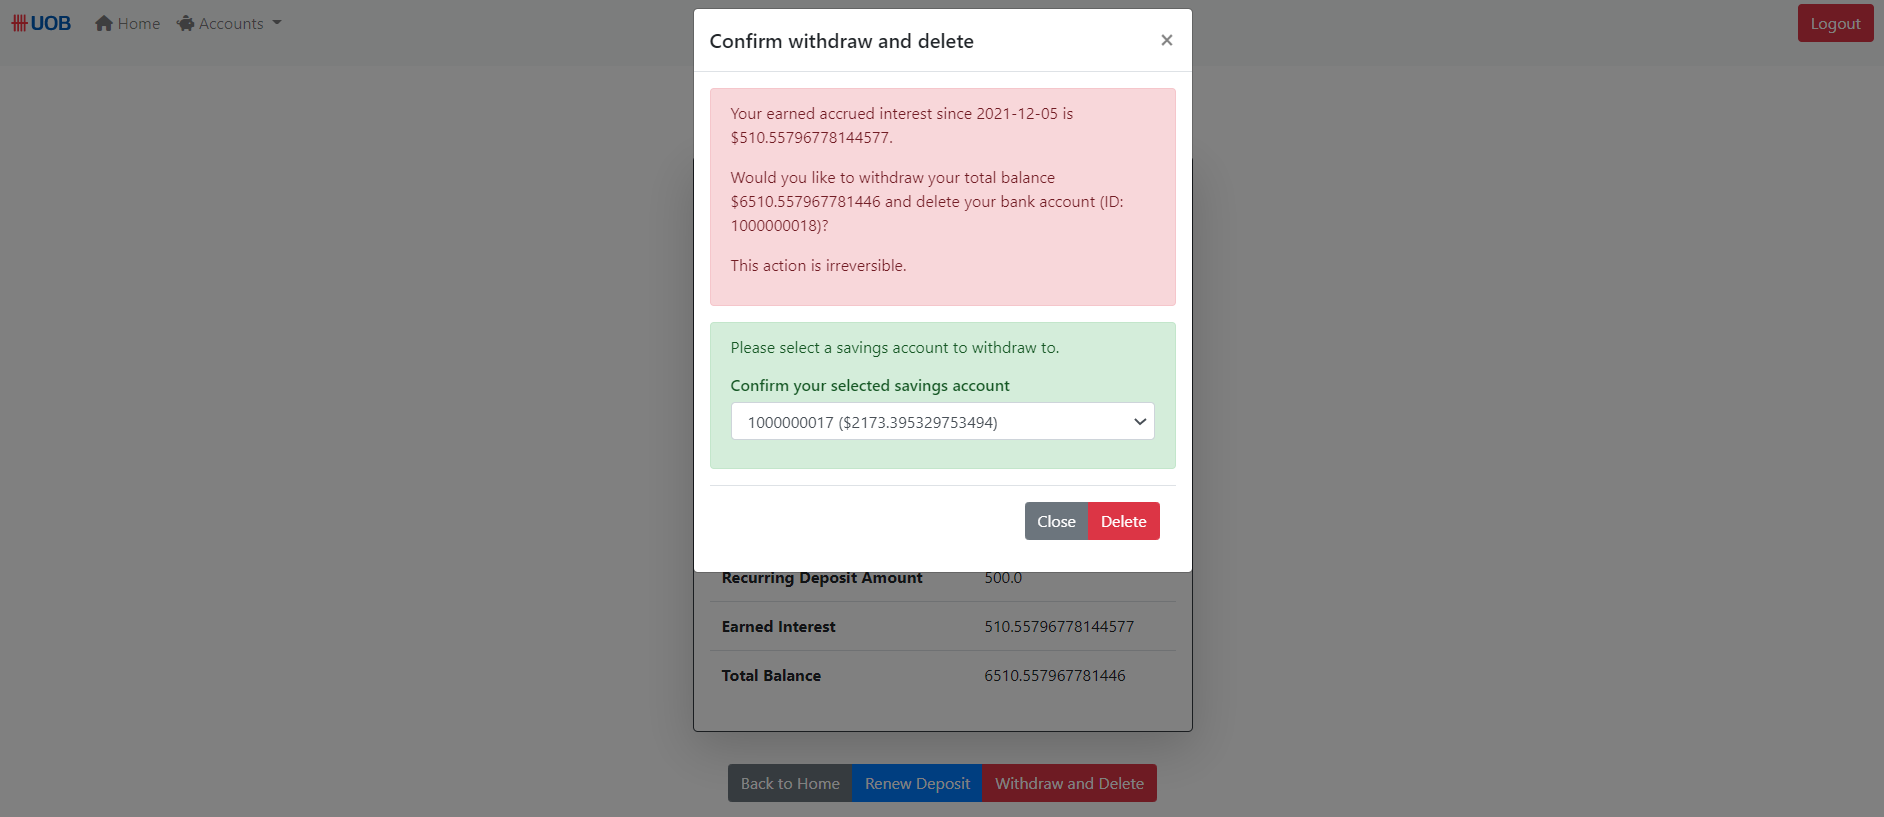 UOB
Home
Accounts
Logout
Confirm withdraw and delete
×
Your earned accrued interest since 2021-12-05 is
$510.55796778144577.
Would you like to withdraw your total balance
$6510.557967781446 and delete your bank account (ID:
1000000018)?
This action is irreversible.
Please select a savings account to withdraw to.
Confirm your selected savings account
1000000017 ($2173.395329753494)
Close
Delete
Recurring Deposit Amount 500.0
Earned Interest 510.55796778144577
Total Balance 6510.557967781446
Back to Home
Renew Deposit
Withdraw and Delete